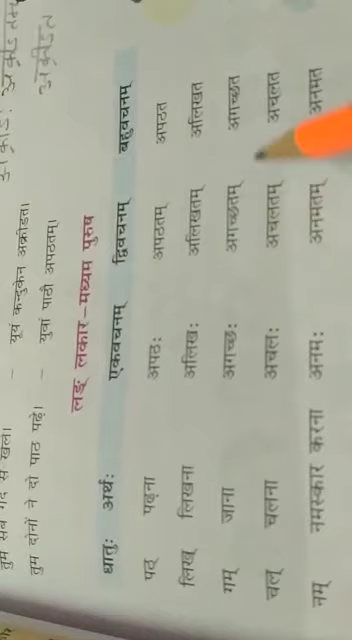 तुम सब गेंद से खेलो। – यूयं कन्दुकेन अक्रीडत।
तुम दोनों ने दो पाठ पढ़े। – युवां पाठौ अपठतम्।
अक्रीडत
लङ् लकार – मध्यम पुरुष
धातुः अर्थः एकवचनम् द्विवचनम् बहुवचनम्
पठ् पढ़ना अपठः अपठतम् अपठत
लिख् लिखना अलिखः अलिखतम् अलिखत
गम् जाना अगच्छः अगच्छतम् अगच्छत
चल् चलना अचलः अचलतम् अचलत
नम् नमस्कार करना अनमः अनमतम् अनमत